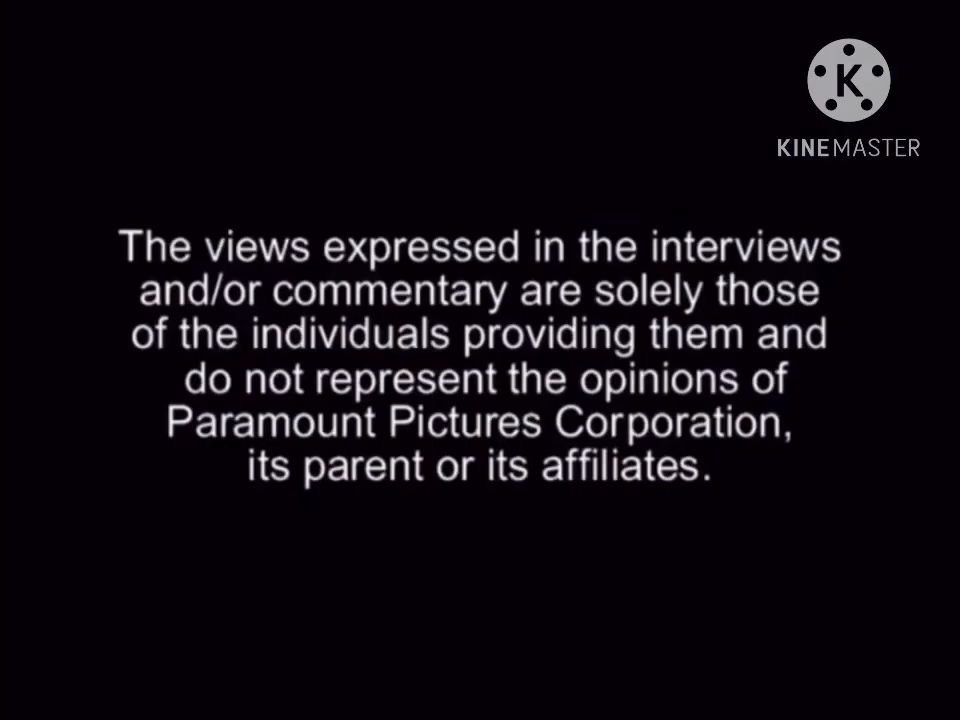 K
KINEMASTER
The views expressed in the interviews
and/or commentary are solely those
of the individuals providing them and
do not represent the opinions of
Paramount Pictures Corporation,
its parent or its affiliates.